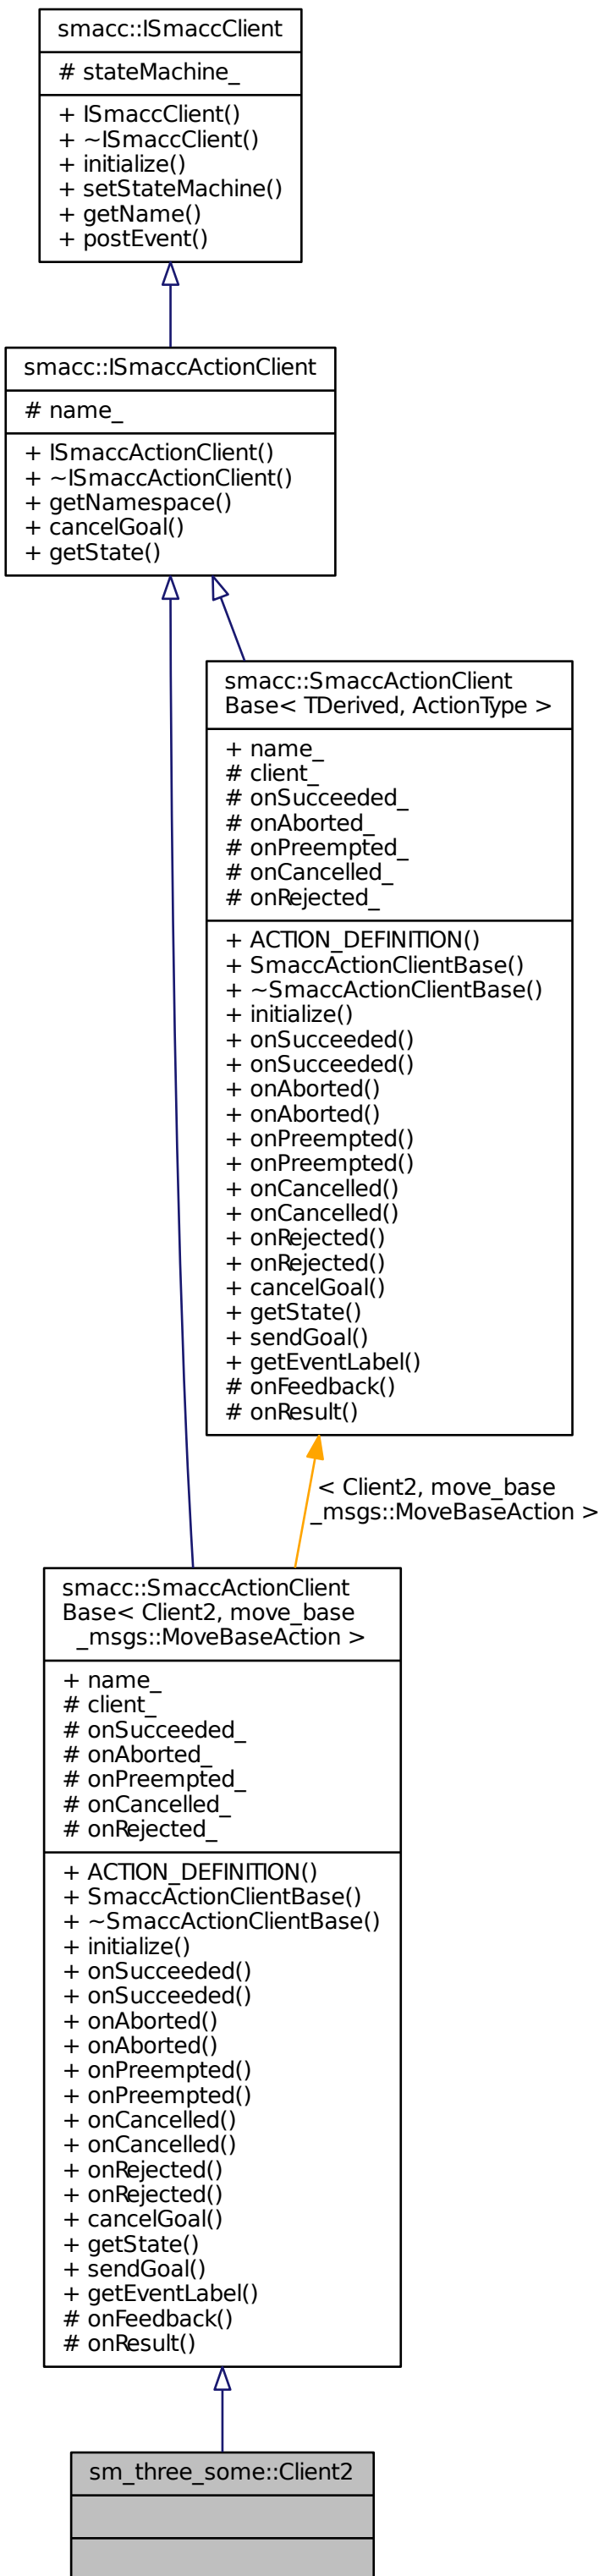 smacc::ISmaccClient
# stateMachine_
+ ISmaccClient()
+ ~ISmaccClient()
+ initialize()
+ setStateMachine()
+ getName()
+ postEvent()
smacc::ISmaccActionClient
# name_
+ ISmaccActionClient()
+ ~ISmaccActionClient()
+ getNamespace()
+ cancelGoal()
+ getState()
smacc::SmaccActionClient
Base< TDerived, ActionType >
+ name_
# client_
# onSucceeded_
# onAborted_
# onPreempted_
# onCancelled_
# onRejected_
+ ACTION_DEFINITION()
+ SmaccActionClientBase()
+ ~SmaccActionClientBase()
+ initialize()
+ onSucceeded()
+ onSucceeded()
+ onAborted()
+ onAborted()
+ onPreempted()
+ onPreempted()
+ onCancelled()
+ onCancelled()
+ onRejected()
+ onRejected()
+ cancelGoal()
+ getState()
+ sendGoal()
+ getEventLabel()
# onFeedback()
# onResult()
< Client2, move_base
_msgs::MoveBaseAction >
smacc::SmaccActionClient
Base< Client2, move_base
_msgs::MoveBaseAction >
+ name_
# client_
# onSucceeded_
# onAborted_
# onPreempted_
# onCancelled_
# onRejected_
+ ACTION_DEFINITION()
+ SmaccActionClientBase()
+ ~SmaccActionClientBase()
+ initialize()
+ onSucceeded()
+ onSucceeded()
+ onAborted()
+ onAborted()
+ onPreempted()
+ onPreempted()
+ onCancelled()
+ onCancelled()
+ onRejected()
+ onRejected()
+ cancelGoal()
+ getState()
+ sendGoal()
+ getEventLabel()
# onFeedback()
# onResult()
sm_three_some::Client2